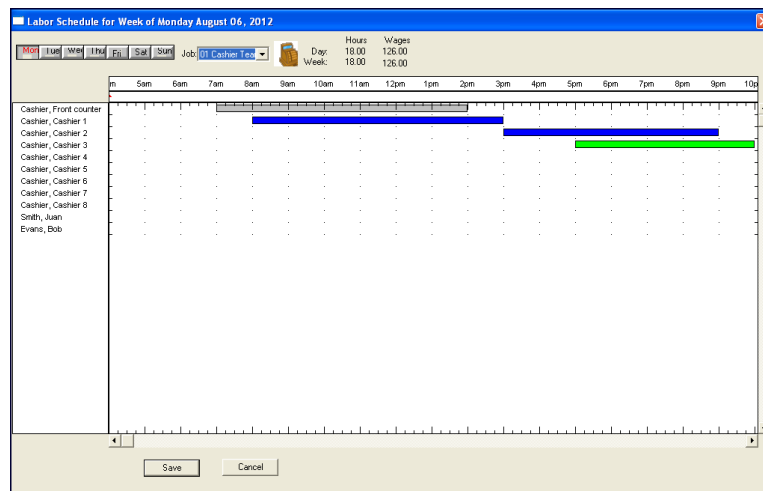 Labor Schedule for Week of Monday August 06, 2012
Hours Wages
Mon Tue Wed Thu Fri Sat Sun Job: 01 Cashier Tea Day: 18.00 126.00
Week: 18.00 126.00
m 5am 6am 7am 8am 9am 10am 11am 12pm 1pm 2pm 3pm 4pm 5pm 6pm 7pm 8pm 9pm 10p
Cashier, Front counter
Cashier, Cashier 1
Cashier, Cashier 2
Cashier, Cashier 3
Cashier, Cashier 4
Cashier, Cashier 5
Cashier, Cashier 6
Cashier, Cashier 7
Cashier, Cashier 8
Smith, Juan
Evans, Bob
Save Cancel